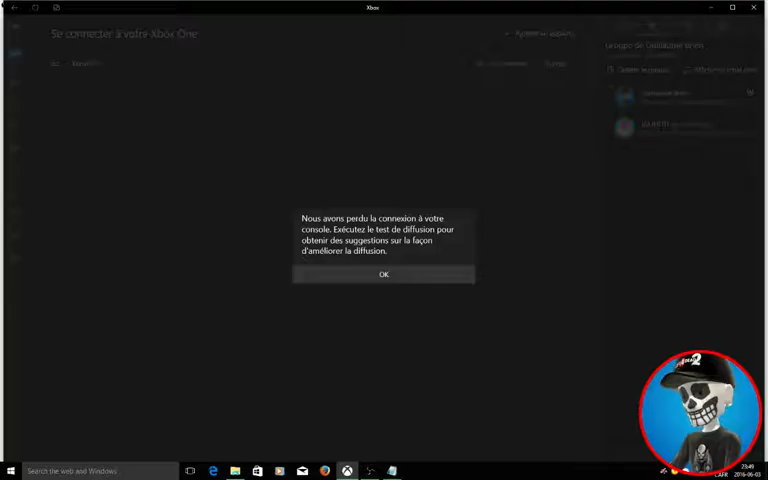 Xbox
Se connecter à votre Xbox One
Nous avons perdu la connexion à votre
console. Exécutez le test de diffusion pour
obtenir des suggestions sur la façon
d'améliorer la diffusion.
OK
2
Search the web and Windows
23:49
2016-06-03